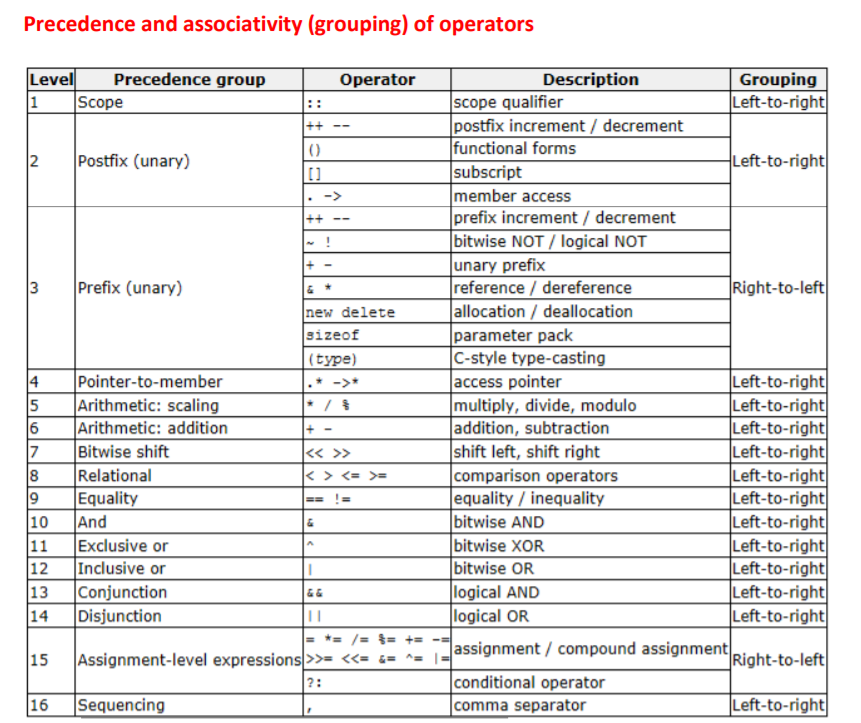 Precedence and associativity (grouping) of operators
Level Precedence group Operator Description Grouping
1 Scope :: scope qualifier Left-to-right
2 Postfix (unary) ++ -- postfix increment / decrement Left-to-right
() functional forms
[] subscript
. -> member access
3 Prefix (unary) ++ -- prefix increment / decrement Right-to-left
~ ! bitwise NOT / logical NOT
+ - unary prefix
& * reference / dereference
new delete allocation / deallocation
sizeof parameter pack
(type) C-style type-casting
4 Pointer-to-member .* ->* access pointer Left-to-right
5 Arithmetic: scaling * / % multiply, divide, modulo Left-to-right
6 Arithmetic: addition + - addition, subtraction Left-to-right
7 Bitwise shift << >> shift left, shift right Left-to-right
8 Relational < > <= >= comparison operators Left-to-right
9 Equality == != equality / inequality Left-to-right
10 And & bitwise AND Left-to-right
11 Exclusive or ^ bitwise XOR Left-to-right
12 Inclusive or | bitwise OR Left-to-right
13 Conjunction && logical AND Left-to-right
14 Disjunction || logical OR Left-to-right
15 Assignment-level expressions = *= /= %= += -= assignment / compound assignment Right-to-left
>>= <<= &= ^= |=
?: conditional operator
16 Sequencing , comma separator Left-to-right